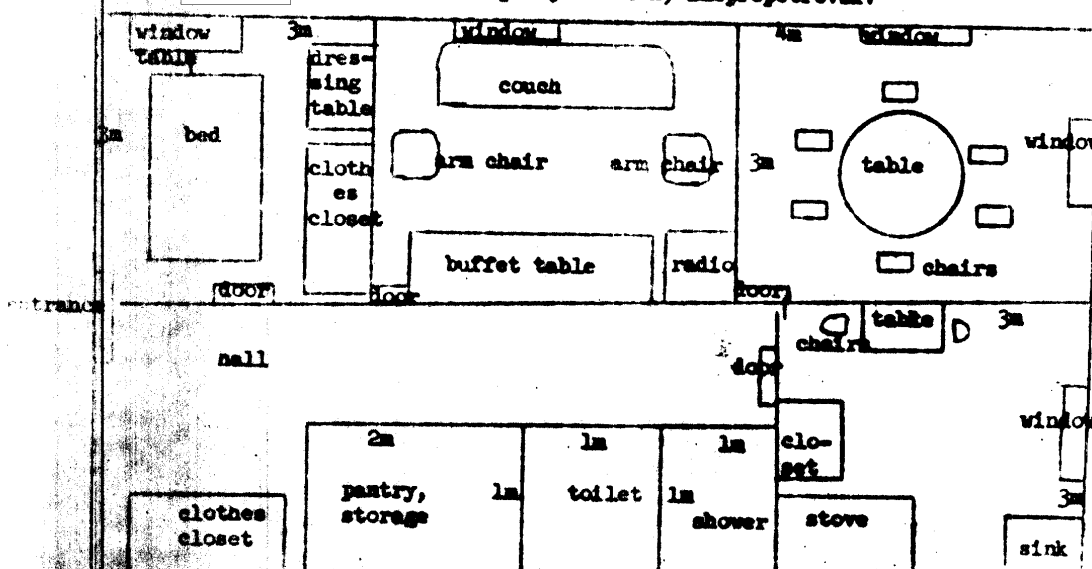 window
3m
window
4m
window
table
dres-
sing
table
couch
3m
bed
arm chair
arm chair
3m
table
window
cloth
es
closet
buffet table
radio
chairs
door
door
door
entrance
table
3m
chairs
hall
door
window
2m
1m
1m
clo-
set
pantry,
storage
1m
toilet
1m
shower
3m
clothes
closet
stove
sink